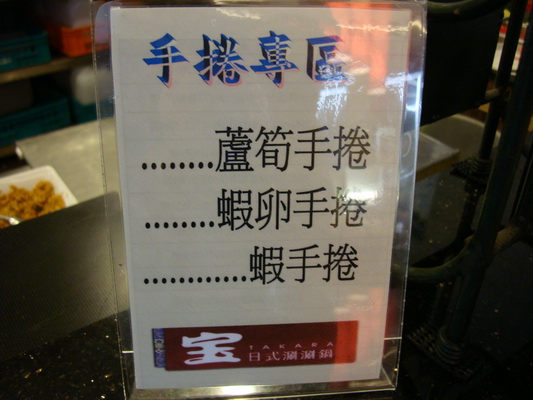 手捲專區
........蘆筍手捲
........蝦卵手捲
............蝦手捲
宝
TAKARA
日式涮涮鍋